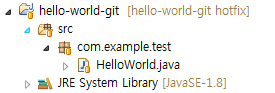 hello-world-git [hello-world-git hotfix]
src
com.example.test
HelloWorld.java
JRE System Library [JavaSE-1.8]